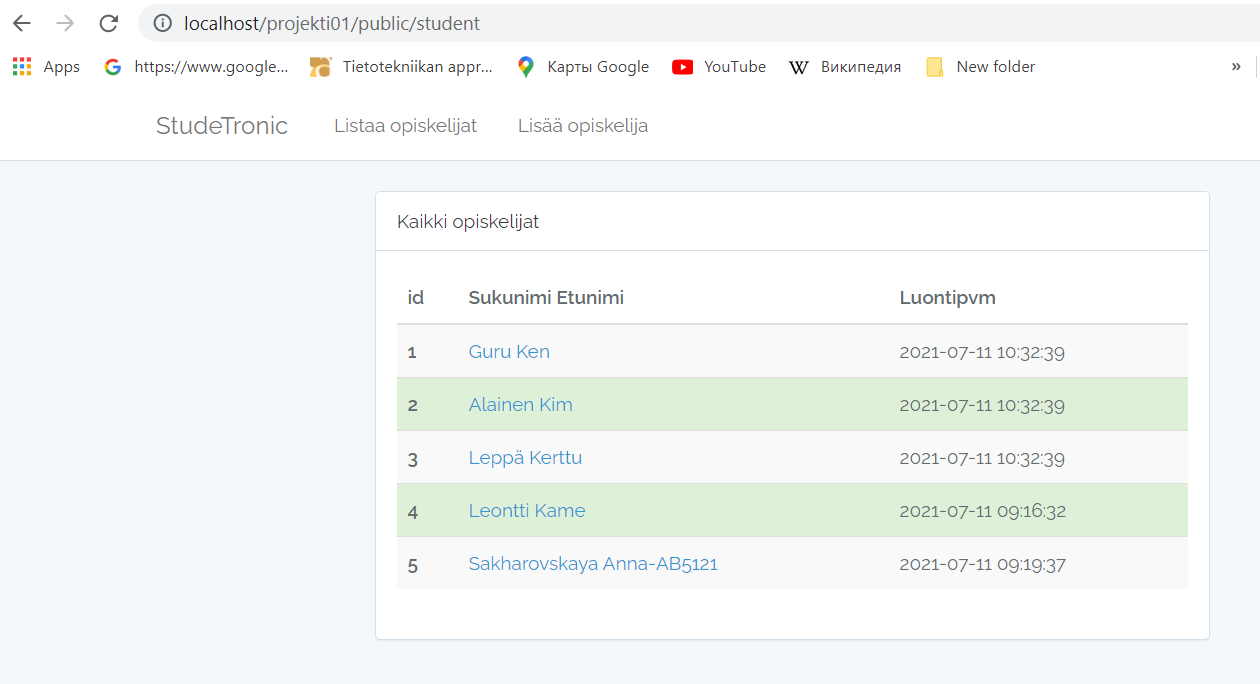 localhost/projekti01/public/student
Apps https://www.google... Tietotekniikan appr... Карты Google YouTube W Википедия New folder »
StudeTronic Listaa opiskelijat Lisää opiskelija
Kaikki opiskelijat
id Sukunimi Etunimi Luontipvm
1 Guru Ken 2021-07-11 10:32:39
2 Alainen Kim 2021-07-11 10:32:39
3 Leppä Kerttu 2021-07-11 10:32:39
4 Leontti Kame 2021-07-11 09:16:32
5 Sakharovskaya Anna-AB5121 2021-07-11 09:19:37